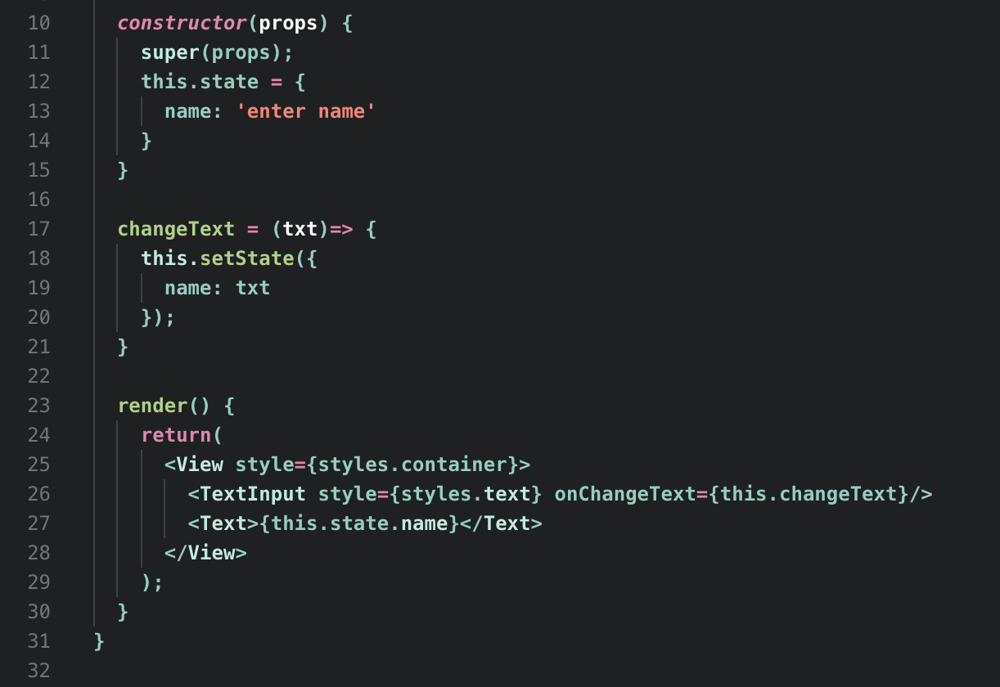 10 constructor(props) {
11 super(props);
12 this.state = {
13 name: 'enter name'
14 }
15 }
16
17 changeText = (txt)=> {
18 this.setState({
19 name: txt
20 });
21 }
22
23 render() {
24 return(
25 <View style={styles.container}>
26 <TextInput style={styles.text} onChangeText={this.changeText}/>
27 <Text>{this.state.name}</Text>
28 </View>
29 );
30 }
31 }
32